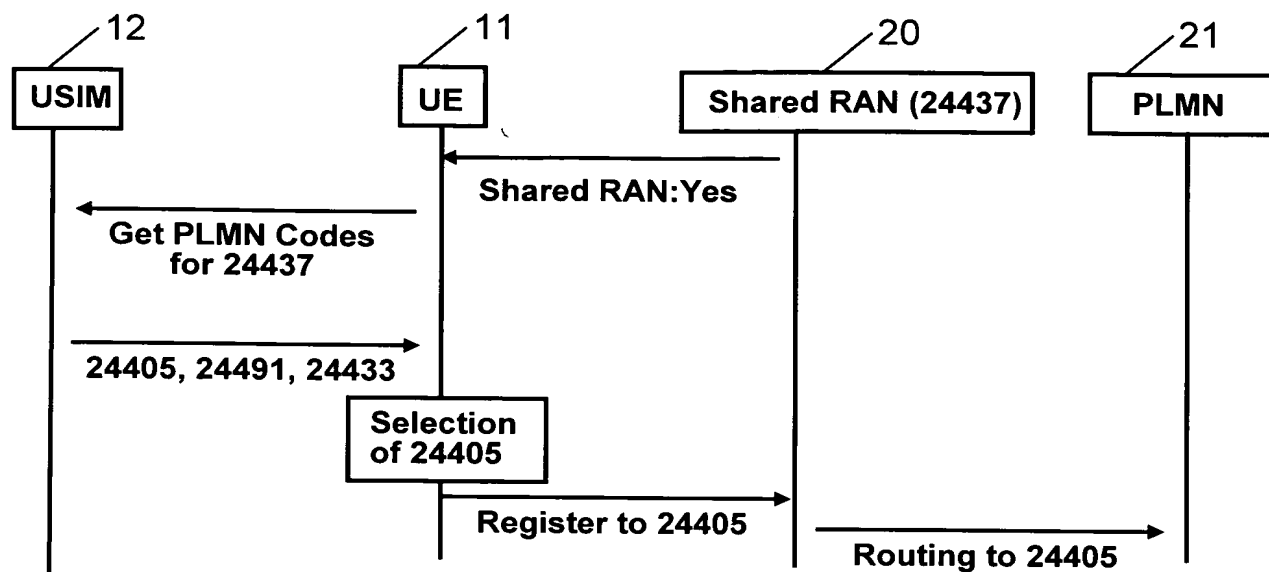 12
11
20
21
USIM
UE
Shared RAN (24437)
PLMN
Shared RAN:Yes
Get PLMN Codes
for 24437
24405, 24491, 24433
Selection
of 24405
Register to 24405
Routing to 24405